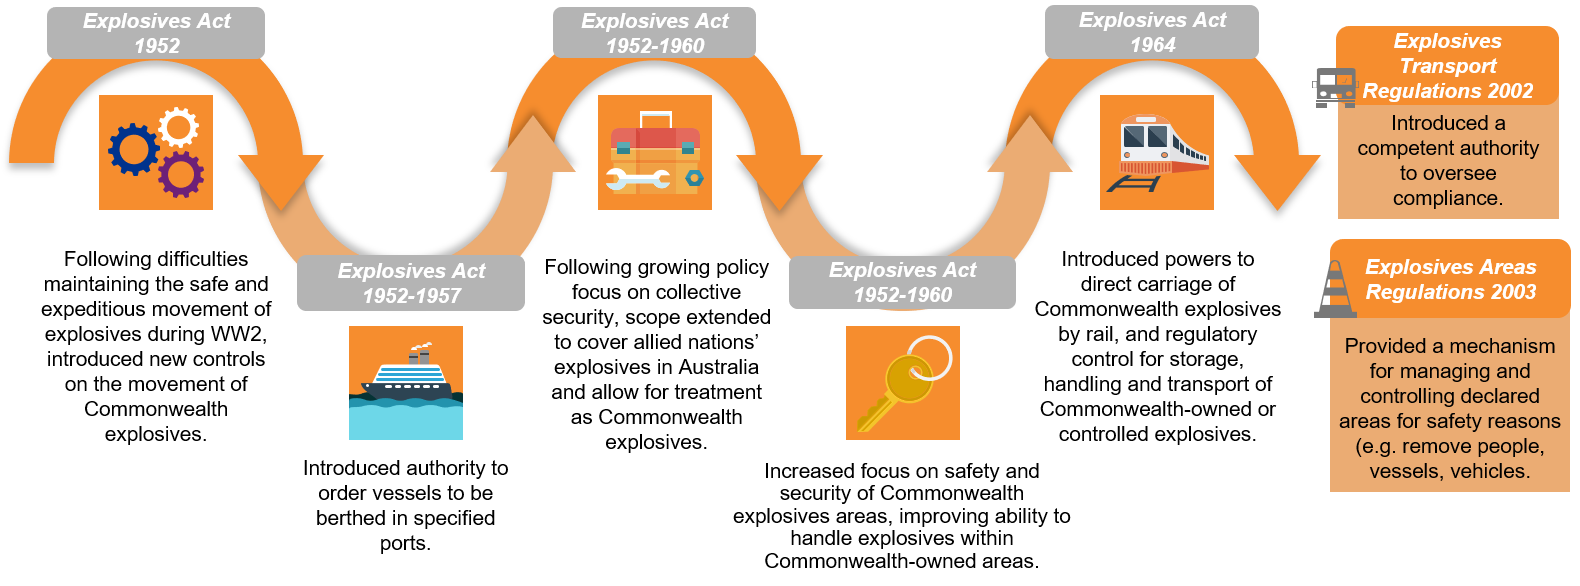 Explosives Act
1952
Following difficulties
maintaining the safe and
expeditious movement of
explosives during WW2,
introduced new controls
on the movement of
Commonwealth
explosives.
Explosives Act
1952-1957
Introduced authority to
order vessels to be
berthed in specified
ports.
Explosives Act
1952-1960
Following growing policy
focus on collective
security, scope extended
to cover allied nations’
explosives in Australia
and allow for treatment
as Commonwealth
explosives.
Explosives Act
1952-1960
Increased focus on safety and
security of Commonwealth
explosives areas, improving ability to
handle explosives within
Commonwealth-owned areas.
Explosives Act
1964
Introduced powers to
direct carriage of
Commonwealth explosives
by rail, and regulatory
control for storage,
handling and transport of
Commonwealth-owned or
controlled explosives.
Explosives
Transport
Regulations 2002
Introduced a
competent authority
to oversee
compliance.
Explosives Areas
Regulations 2003
Provided a mechanism
for managing and
controlling declared
areas for safety reasons
(e.g. remove people,
vessels, vehicles.